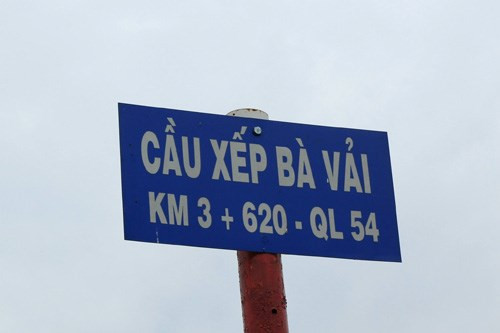 CẦU XẾP BÀ VẢI
KM 3 + 620 - QL 54